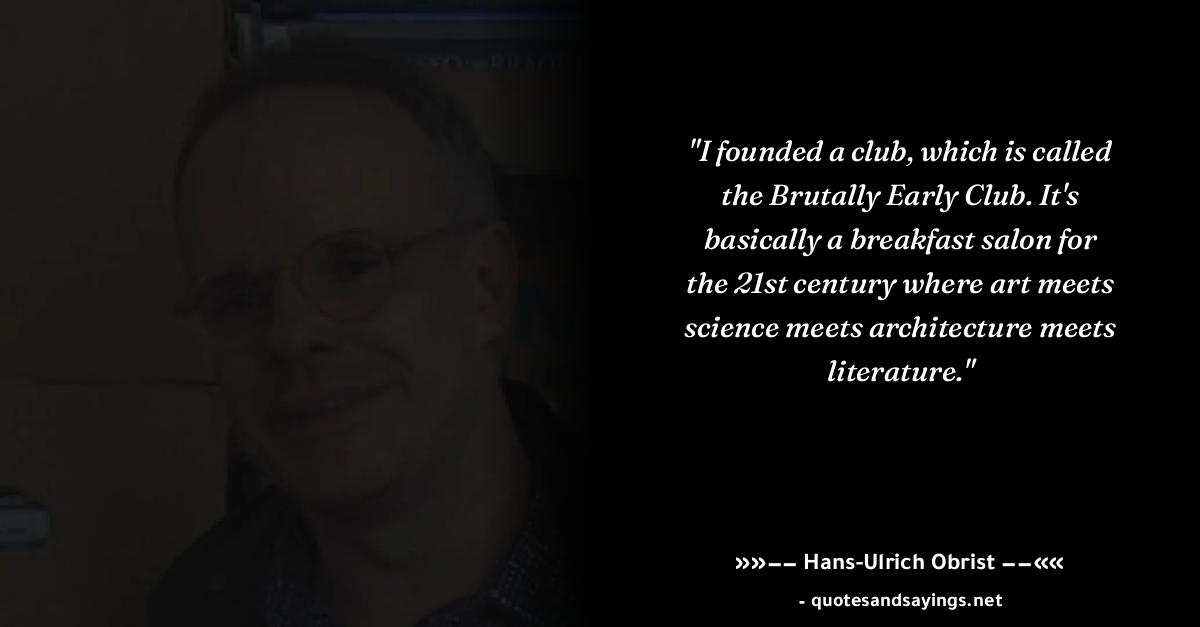 "I founded a club, which is called
the Brutally Early Club. It's
basically a breakfast salon for
the 21st century where art meets
science meets architecture meets
literature."
»»–– Hans-Ulrich Obrist ––««
- quotesandsayings.net